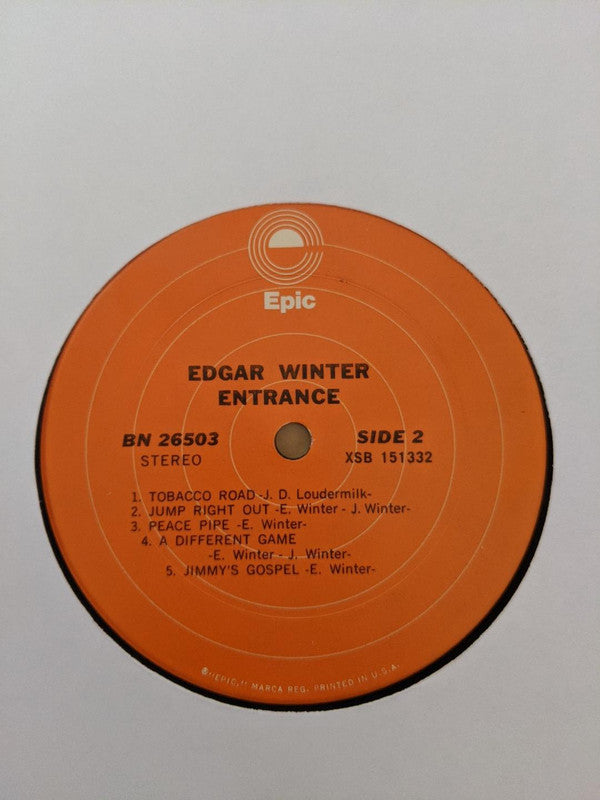 Epic
EDGAR WINTER
ENTRANCE
BN 26503
STEREO
SIDE 2
XSB 151332
1. TOBACCO ROAD -J. D. Loudermilk-
2. JUMP RIGHT OUT -E. Winter - J. Winter-
3. PEACE PIPE -E. Winter-
4. A DIFFERENT GAME
-E. Winter - J. Winter-
5. JIMMY'S GOSPEL -E. Winter-
®"EPIC," MARCA REG. PRINTED IN U.S.A.